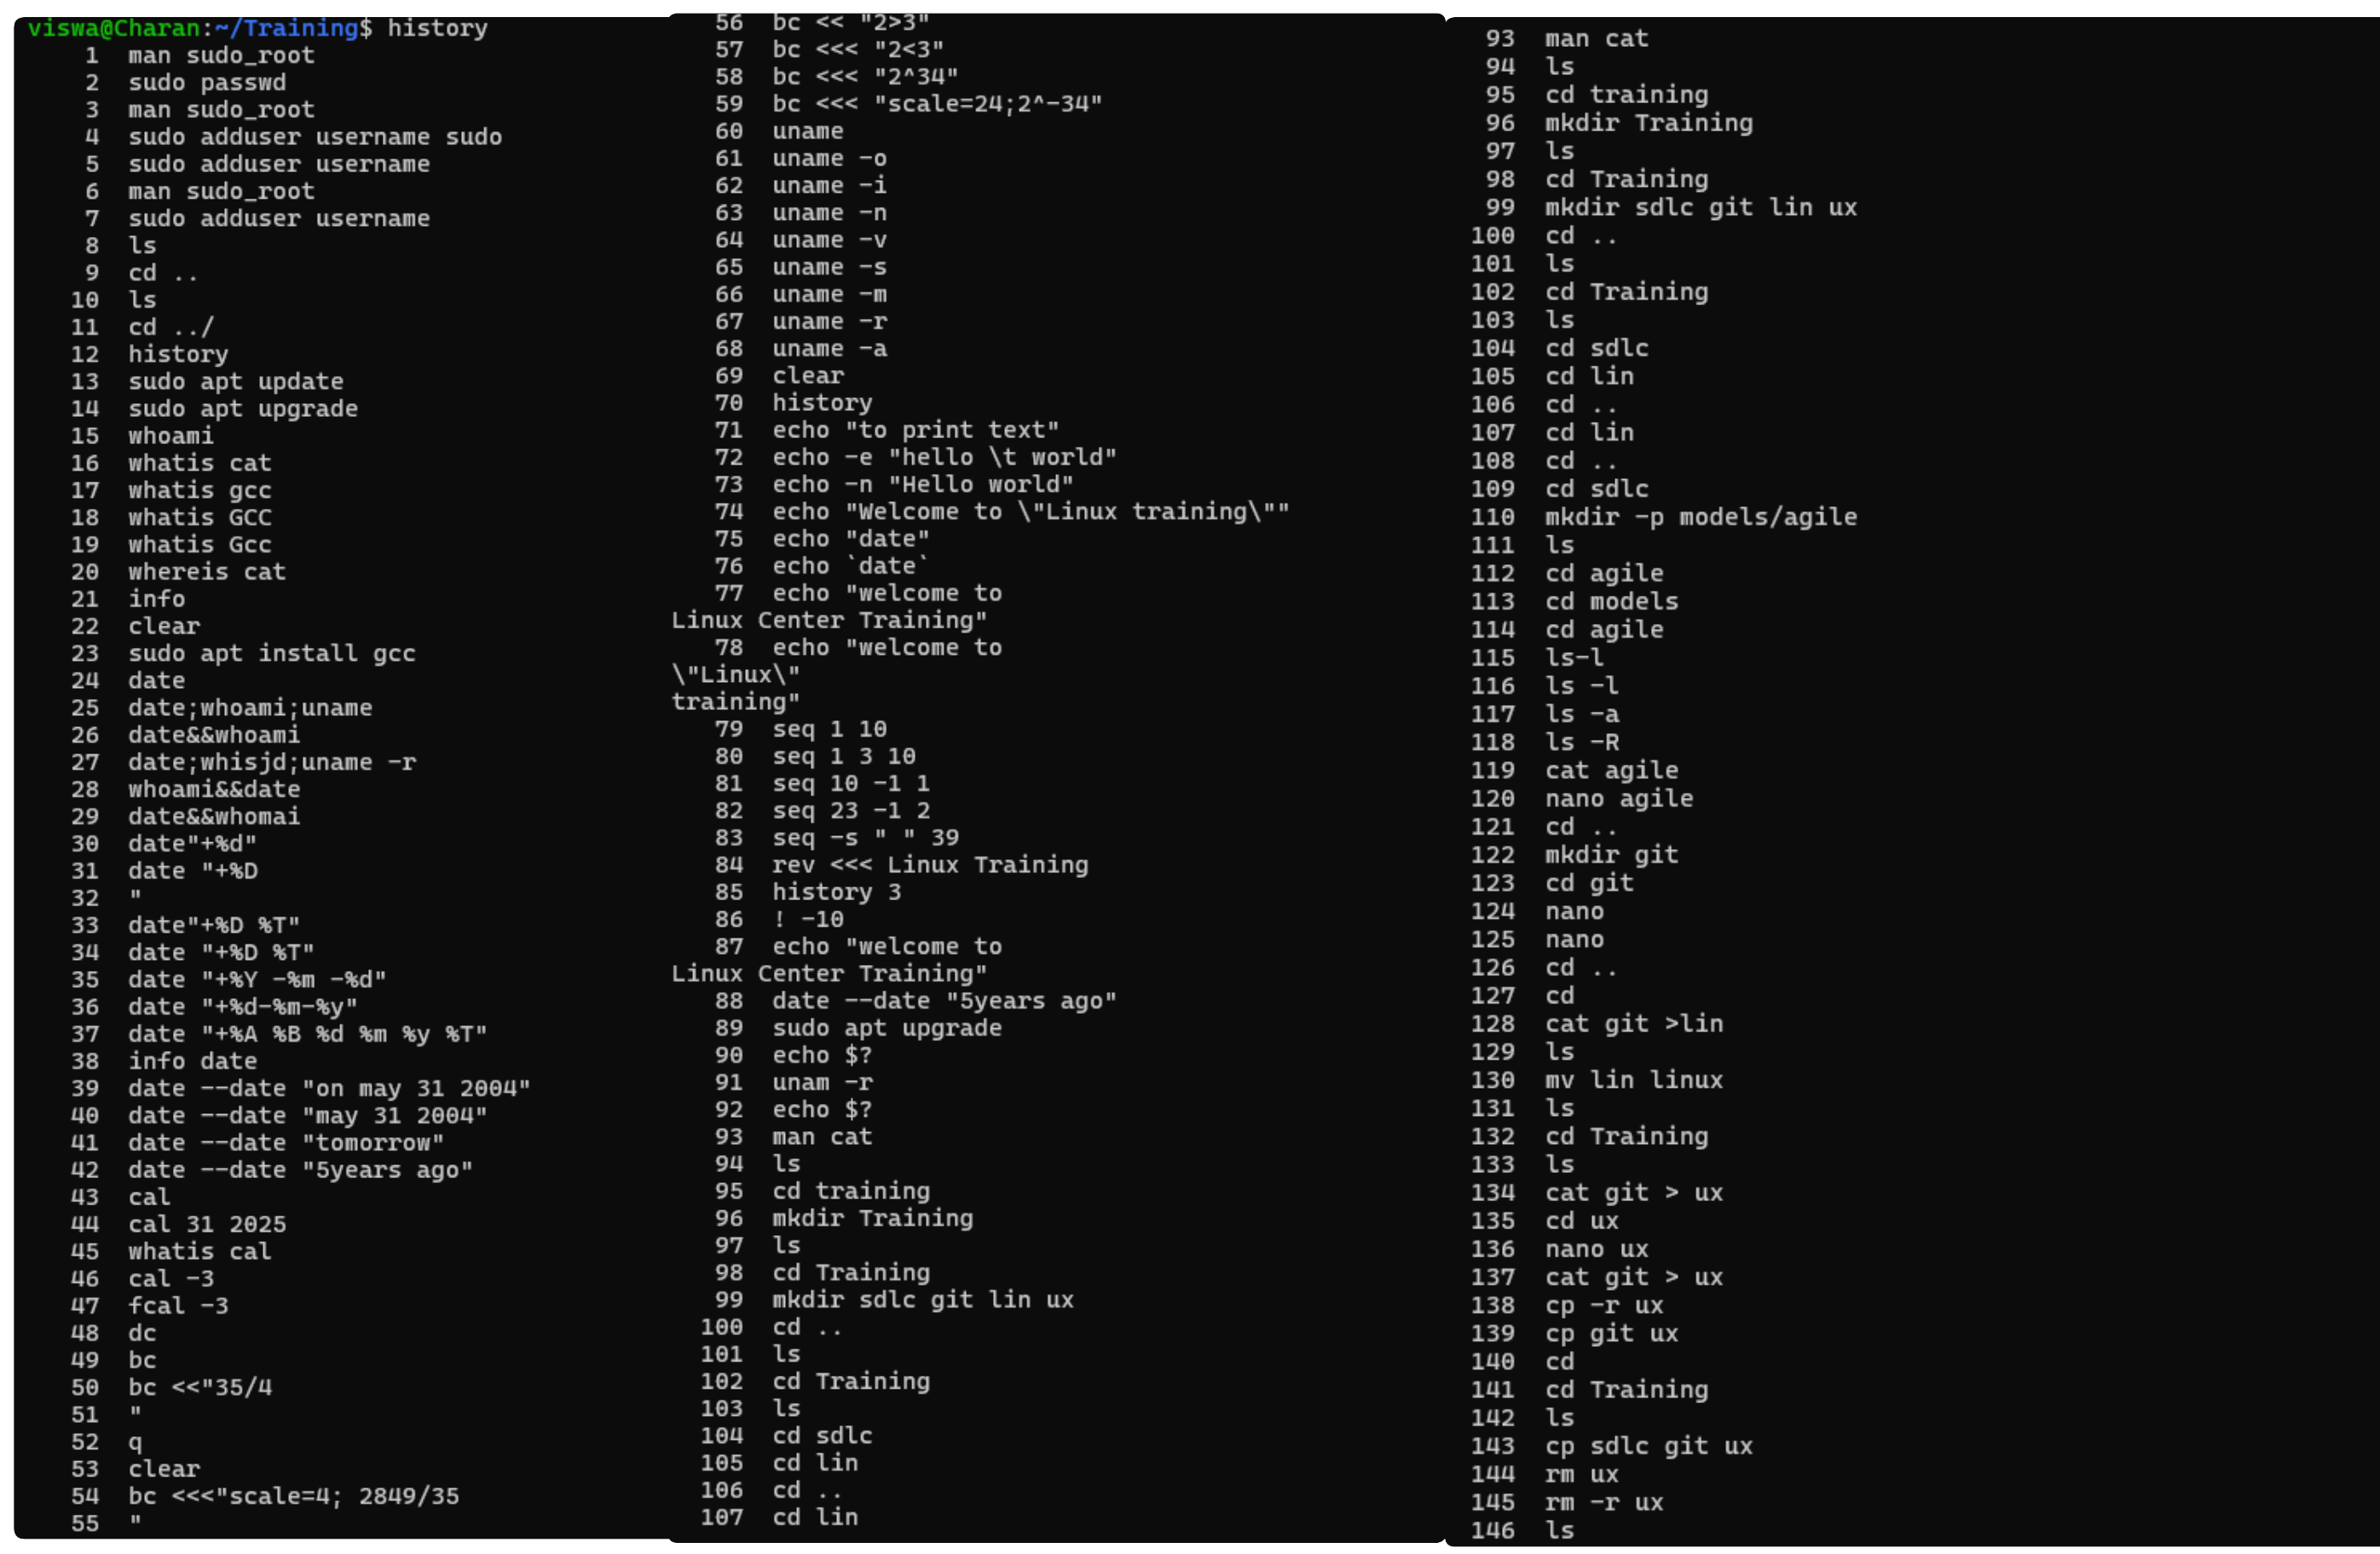 viswa@Charan:~/Training$ history
1 man sudo_root
2 sudo passwd
3 man sudo_root
4 sudo adduser username sudo
5 sudo adduser username
6 man sudo_root
7 sudo adduser username
8 ls
9 cd ..
10 ls
11 cd ../
12 history
13 sudo apt update
14 sudo apt upgrade
15 whoami
16 whatis cat
17 whatis gcc
18 whatis GCC
19 whatis Gcc
20 whereis cat
21 info
22 clear
23 sudo apt install gcc
24 date
25 date;whoami;uname
26 date&&whoami
27 date;whisjd;uname -r
28 whoami&&date
29 date&&whomai
30 date"+%d"
31 date "+%D
32 "
33 date"+%D %T"
34 date "+%D %T"
35 date "+%Y -%m -%d"
36 date "+%d-%m-%y"
37 date "+%A %B %d %m %y %T"
38 info date
39 date --date "on may 31 2004"
40 date --date "may 31 2004"
41 date --date "tomorrow"
42 date --date "5years ago"
43 cal
44 cal 31 2025
45 whatis cal
46 cal -3
47 fcal -3
48 dc
49 bc
50 bc <<"35/4
51 "
52 q
53 clear
54 bc <<<"scale=4; 2849/35
55 "
56 bc << "2>3"
57 bc <<< "2<3"
58 bc <<< "2^34"
59 bc <<< "scale=24;2^-34"
60 uname
61 uname -o
62 uname -i
63 uname -n
64 uname -v
65 uname -s
66 uname -m
67 uname -r
68 uname -a
69 clear
70 history
71 echo "to print text"
72 echo -e "hello \t world"
73 echo -n "Hello world"
74 echo "Welcome to \"Linux training\""
75 echo "date"
76 echo `date`
77 echo "welcome to
Linux Center Training"
78 echo "welcome to
\"Linux\"
training"
79 seq 1 10
80 seq 1 3 10
81 seq 10 -1 1
82 seq 23 -1 2
83 seq -s " " 39
84 rev <<< Linux Training
85 history 3
86 ! -10
87 echo "welcome to
Linux Center Training"
88 date --date "5years ago"
89 sudo apt upgrade
90 echo $?
91 unam -r
92 echo $?
93 man cat
94 ls
95 cd training
96 mkdir Training
97 ls
98 cd Training
99 mkdir sdlc git lin ux
100 cd ..
101 ls
102 cd Training
103 ls
104 cd sdlc
105 cd lin
106 cd ..
107 cd lin
93 man cat
94 ls
95 cd training
96 mkdir Training
97 ls
98 cd Training
99 mkdir sdlc git lin ux
100 cd ..
101 ls
102 cd Training
103 ls
104 cd sdlc
105 cd lin
106 cd ..
107 cd lin
108 cd ..
109 cd sdlc
110 mkdir -p models/agile
111 ls
112 cd agile
113 cd models
114 cd agile
115 ls-l
116 ls -l
117 ls -a
118 ls -R
119 cat agile
120 nano agile
121 cd ..
122 mkdir git
123 cd git
124 nano
125 nano
126 cd ..
127 cd
128 cat git >lin
129 ls
130 mv lin linux
131 ls
132 cd Training
133 ls
134 cat git > ux
135 cd ux
136 nano ux
137 cat git > ux
138 cp -r ux
139 cp git ux
140 cd
141 cd Training
142 ls
143 cp sdlc git ux
144 rm ux
145 rm -r ux
146 ls